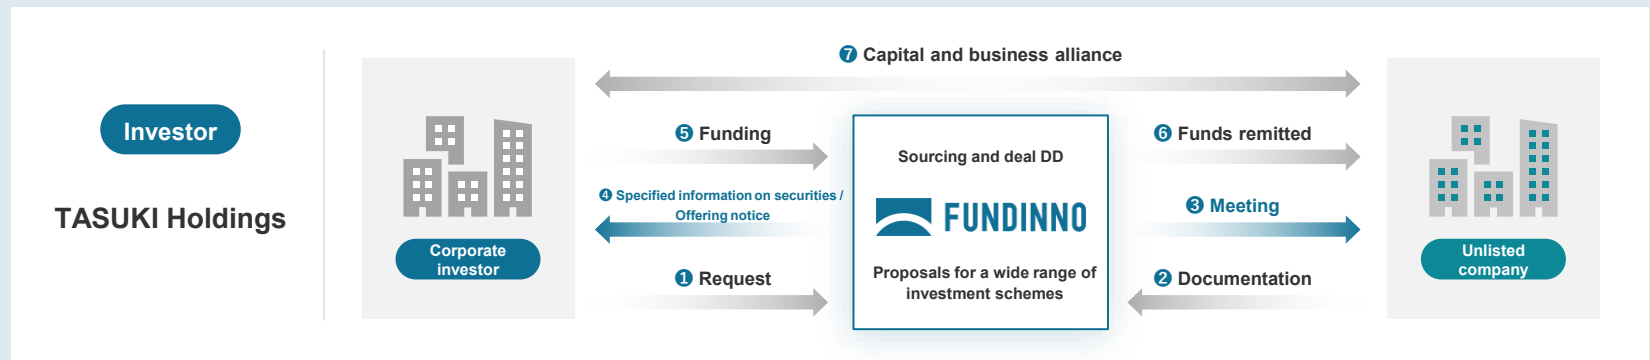 Investor
TASUKI Holdings
Corporate
investor
❼ Capital and business alliance
❺ Funding
❹ Specified information on securities /
Offering notice
❶ Request
Sourcing and deal DD
FUNDINNO
Proposals for a wide range of
investment schemes
❻ Funds remitted
❸ Meeting
❷ Documentation
Unlisted
company